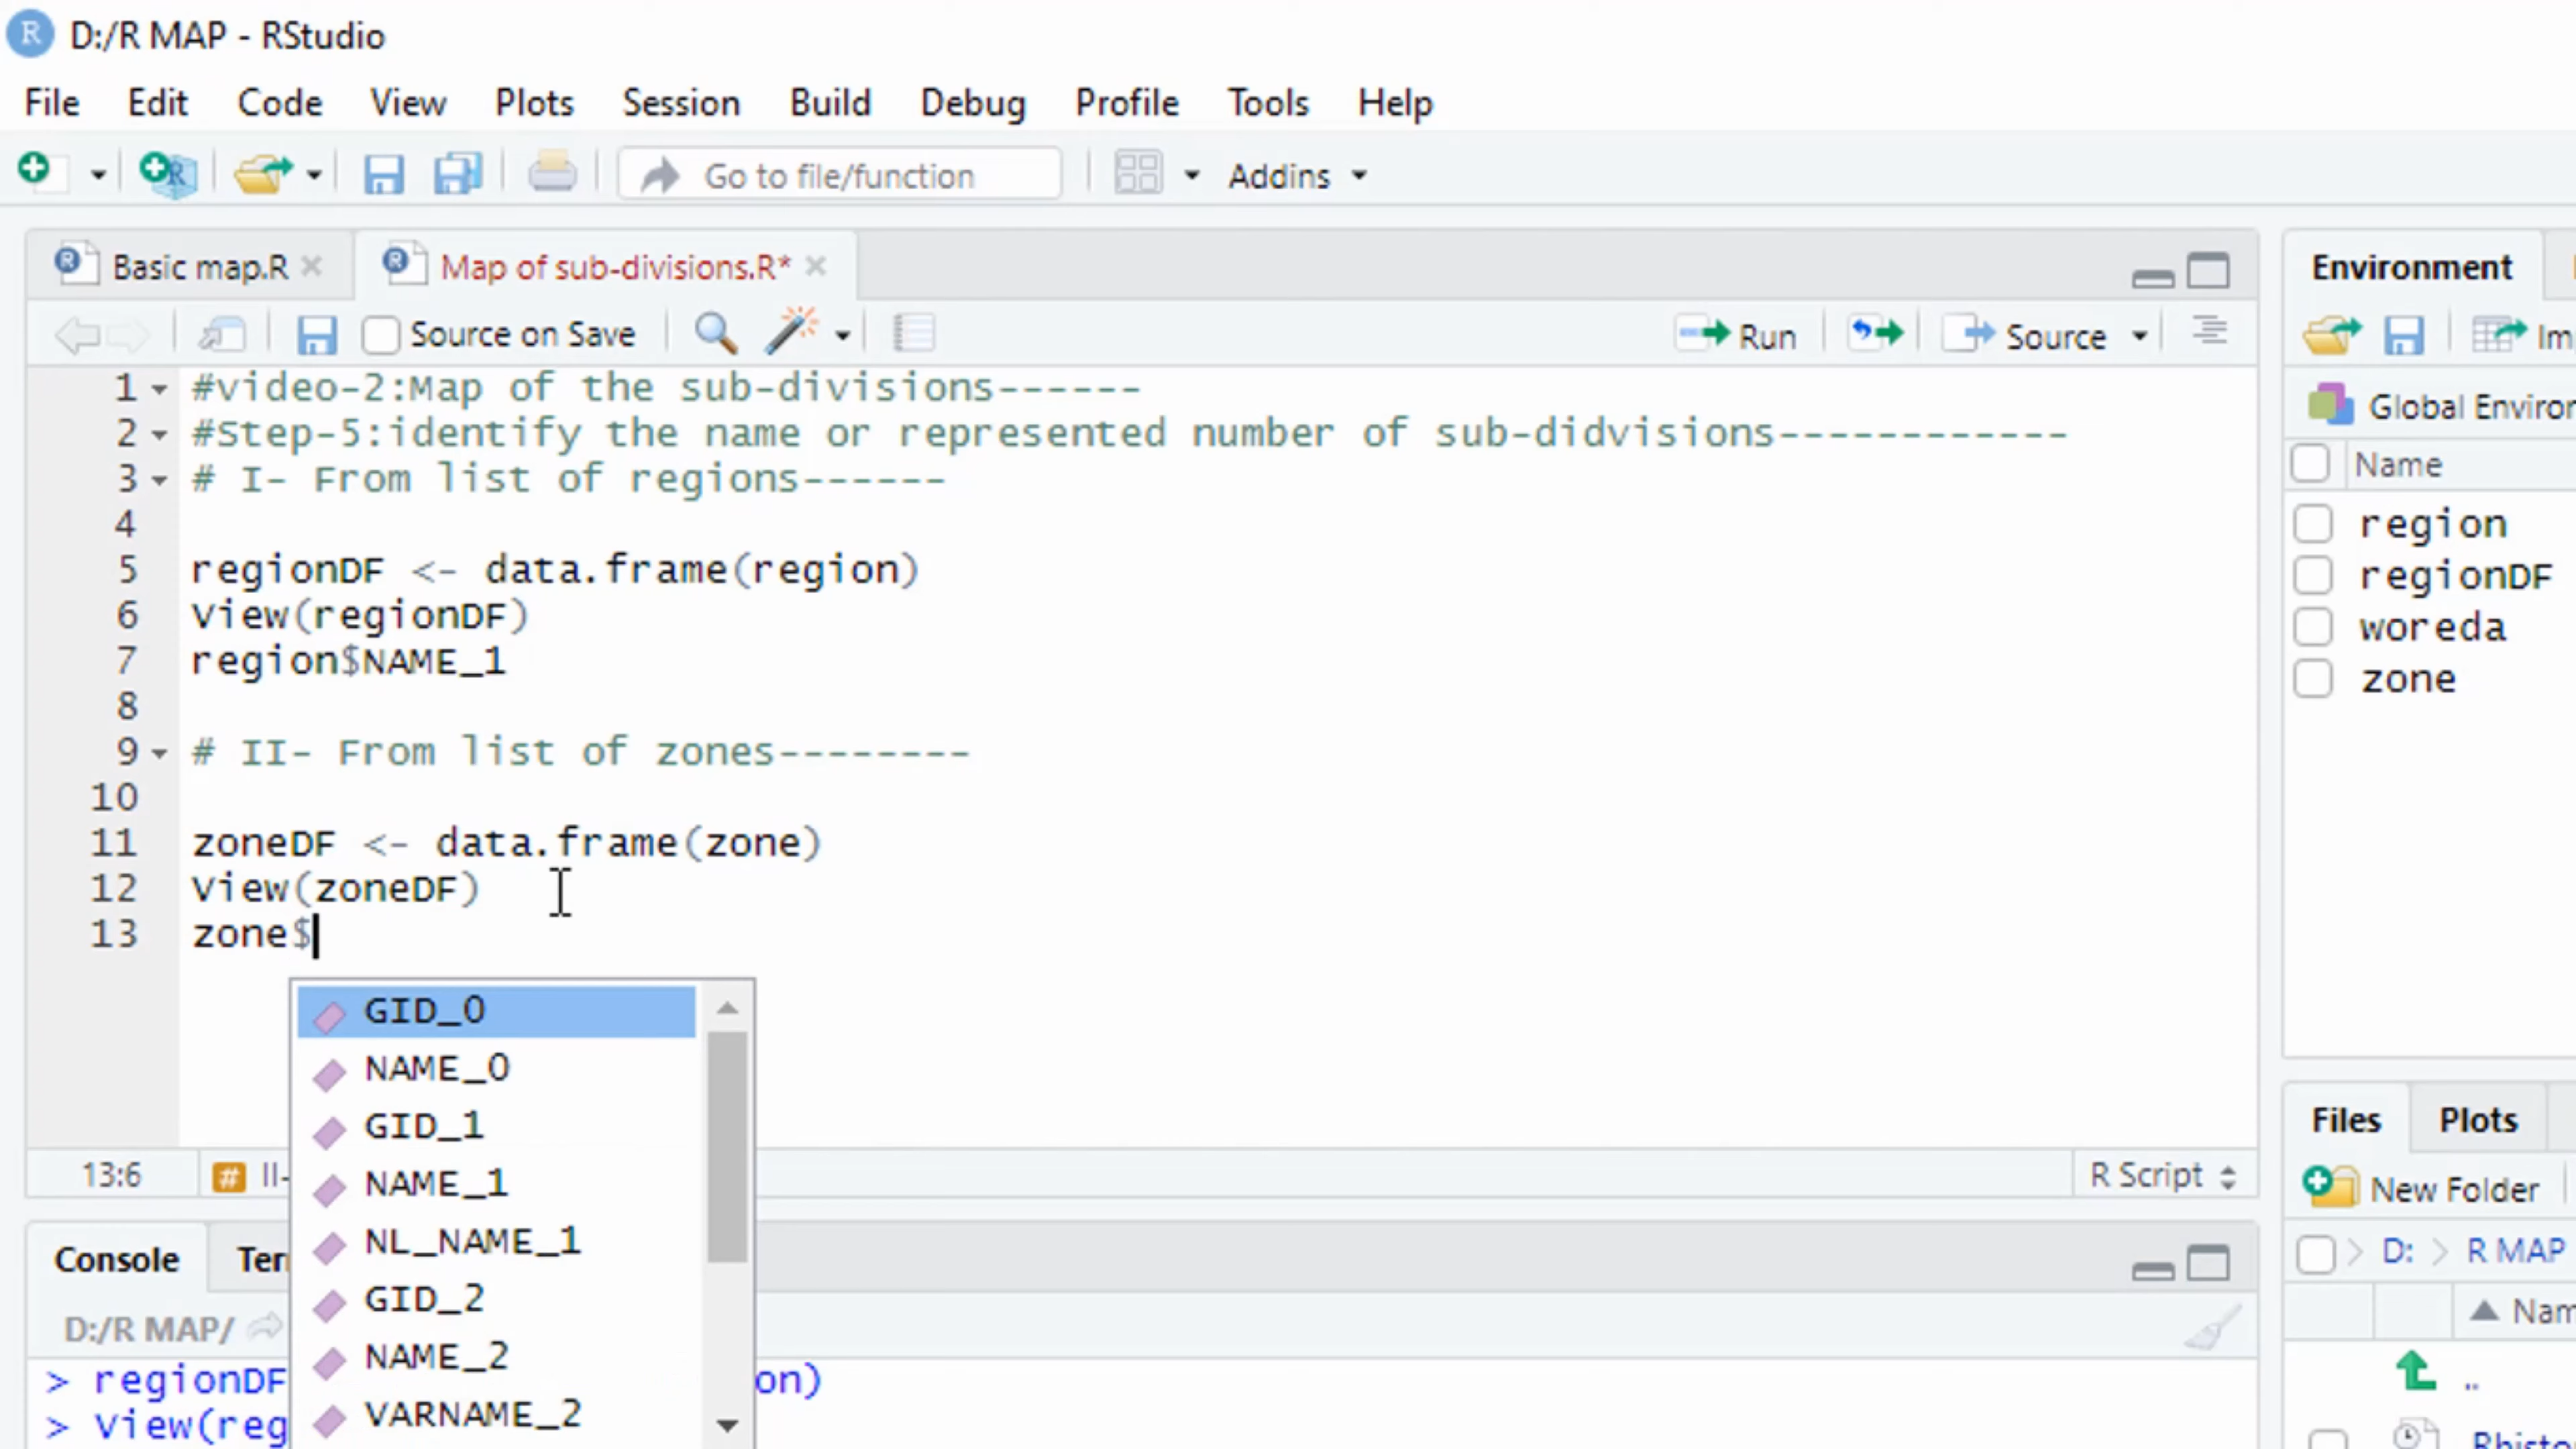 D:/R MAP - RStudio
File Edit Code View Plots Session Build Debug Profile Tools Help
Go to file/function Addins
Basic map.R Map of sub-divisions.R*
Source on Save Run Source
1 #video-2:Map of the sub-divisions------
2 #Step-5:identify the name or represented number of sub-didvisions------------
3 # I- From list of regions------
4
5 regionDF <- data.frame(region)
6 View(regionDF)
7 region$NAME_1
8
9 # II- From list of zones--------
10
11 zoneDF <- data.frame(zone)
12 View(zoneDF)
13 zone$
GID_0
NAME_0
GID_1
NAME_1
NL_NAME_1
GID_2
NAME_2
VARNAME_2
13:6 # II- R Script
Console Ter
D:/R MAP/
> regionDF on)
> View(reg
Environment
Im
Global Enviror
Name
region
regionDF
woreda
zone
Files Plots
New Folder
D: R MAP
Nam
..